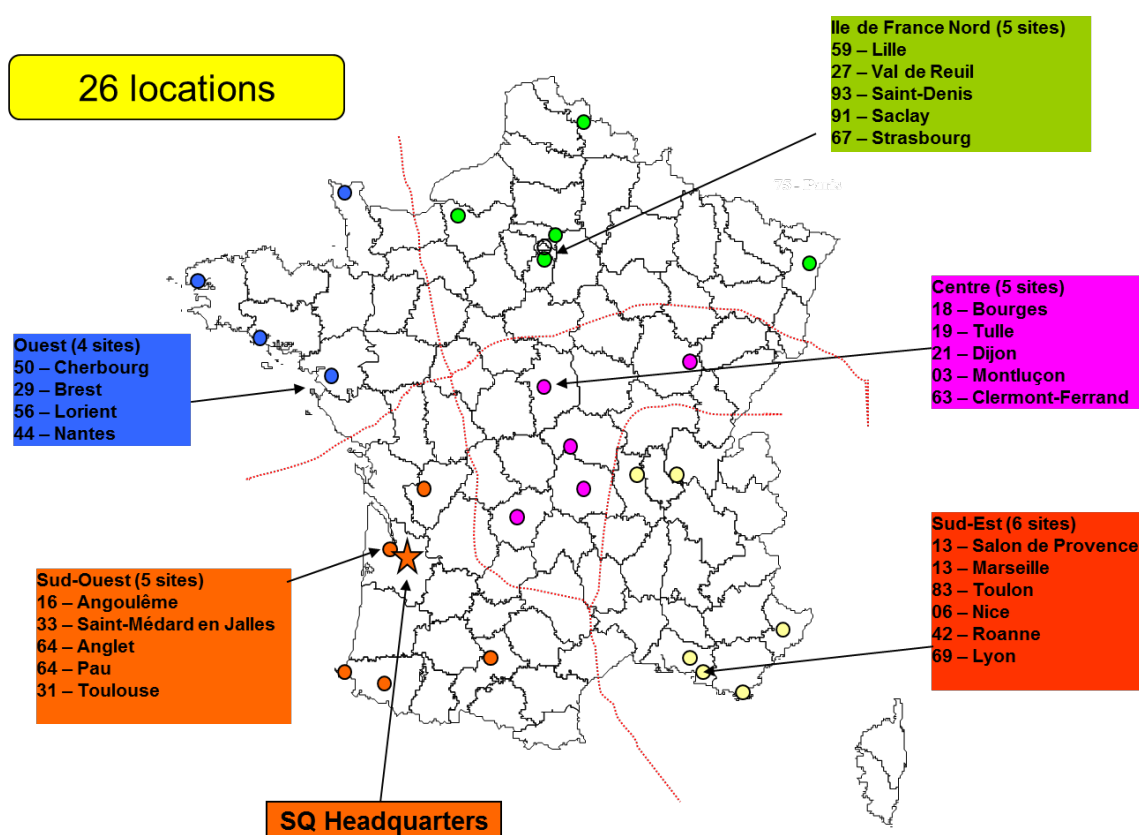 26 locations
Ile de France Nord (5 sites)
59 – Lille
27 – Val de Reuil
93 – Saint-Denis
91 – Saclay
67 – Strasbourg
75 - Paris
Centre (5 sites)
18 – Bourges
19 – Tulle
21 – Dijon
03 – Montluçon
63 – Clermont-Ferrand
Ouest (4 sites)
50 – Cherbourg
29 – Brest
56 – Lorient
44 – Nantes
Sud-Est (6 sites)
13 – Salon de Provence
13 – Marseille
83 – Toulon
06 – Nice
42 – Roanne
69 – Lyon
Sud-Ouest (5 sites)
16 – Angoulême
33 – Saint-Médard en Jalles
64 – Anglet
64 – Pau
31 – Toulouse
SQ Headquarters